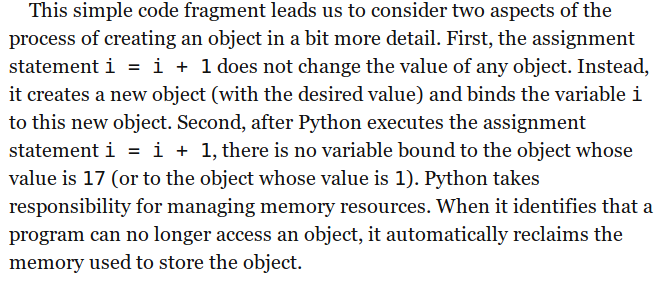 This simple code fragment leads us to consider two aspects of the
process of creating an object in a bit more detail. First, the assignment
statement i = i + 1 does not change the value of any object. Instead,
it creates a new object (with the desired value) and binds the variable i
to this new object. Second, after Python executes the assignment
statement i = i + 1, there is no variable bound to the object whose
value is 17 (or to the object whose value is 1). Python takes
responsibility for managing memory resources. When it identifies that a
program can no longer access an object, it automatically reclaims the
memory used to store the object.